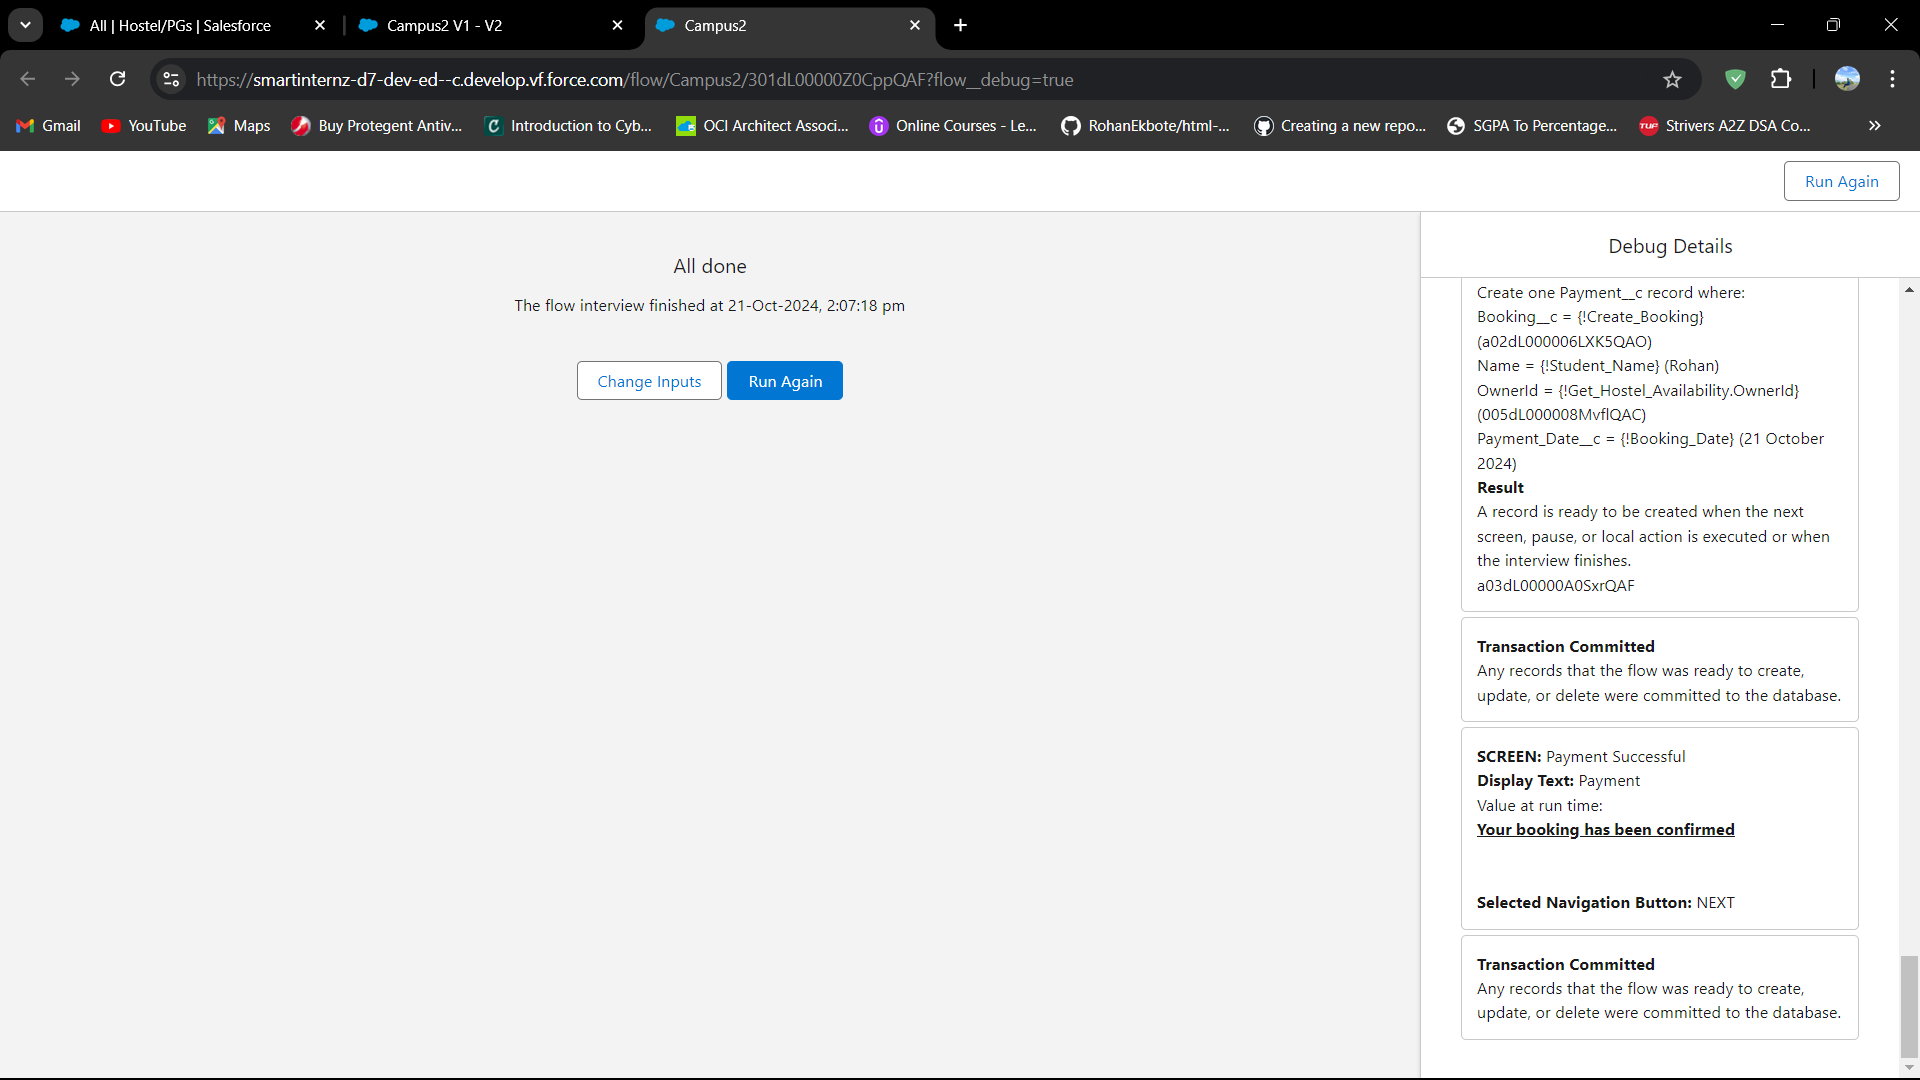 All | Hostel/PGs | Salesforce
Campus2 V1 - V2
Campus2
https://smartinternz-d7-dev-ed--c.develop.vf.force.com/flow/Campus2/301dL00000Z0CppQAF?flow__debug=true
Gmail
YouTube
Maps
Buy Protegent Antiv...
Introduction to Cyb...
OCI Architect Associ...
Online Courses - Le...
RohanEkbote/html-...
Creating a new repo...
SGPA To Percentage...
Strivers A2Z DSA Co...
Run Again
All done
The flow interview finished at 21-Oct-2024, 2:07:18 pm
Change Inputs
Run Again
Debug Details
Create one Payment__c record where:
Booking__c = {!Create_Booking}
(a02dL000006LXK5QAO)
Name = {!Student_Name} (Rohan)
OwnerId = {!Get_Hostel_Availability.OwnerId}
(005dL000008MvflQAC)
Payment_Date__c = {!Booking_Date} (21 October
2024)
Result
A record is ready to be created when the next
screen, pause, or local action is executed or when
the interview finishes.
a03dL00000A0SxrQAF
Transaction Committed
Any records that the flow was ready to create,
update, or delete were committed to the database.
SCREEN: Payment Successful
Display Text: Payment
Value at run time:
Your booking has been confirmed
Selected Navigation Button: NEXT
Transaction Committed
Any records that the flow was ready to create,
update, or delete were committed to the database.